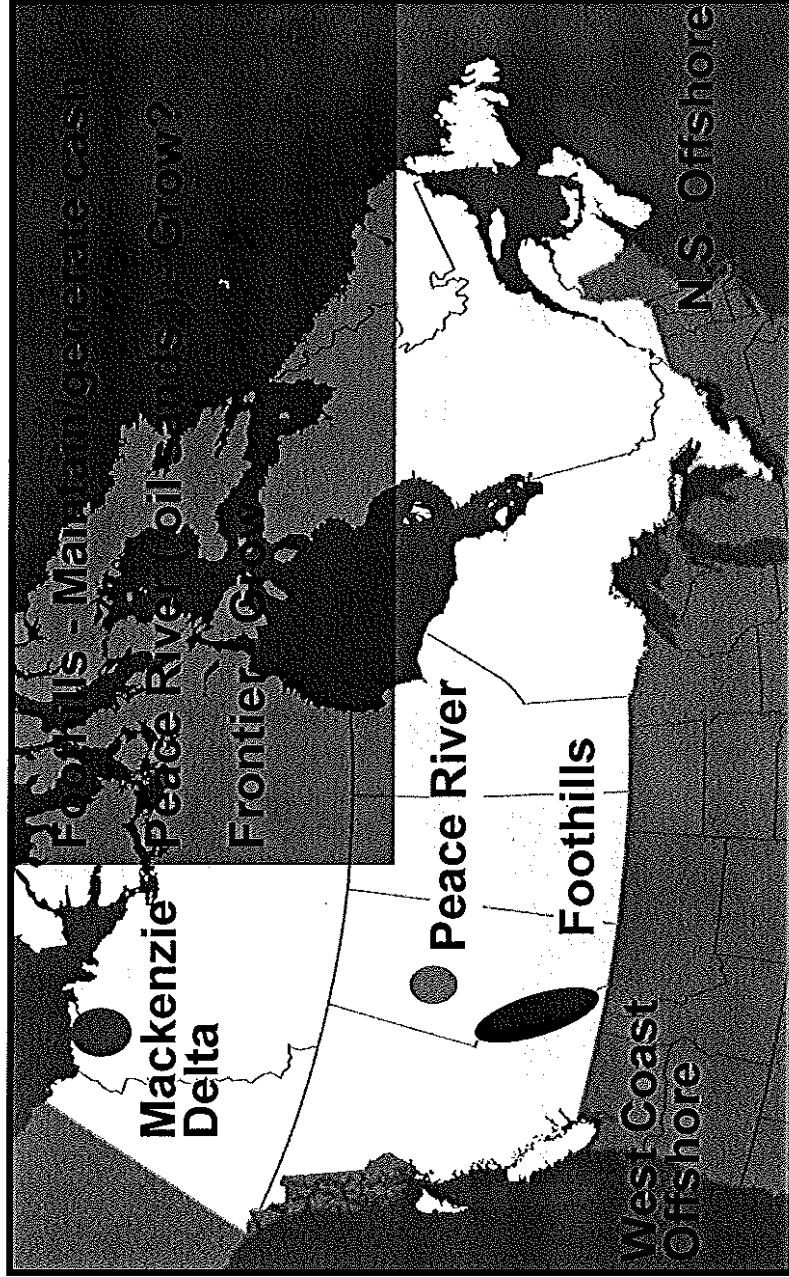 Foothills - Maintain/generate cash
Peace River (oil sands) - Grow?
Frontier - Grow
Mackenzie
Delta
Peace River
Foothills
West Coast
Offshore
N.S. Offshore